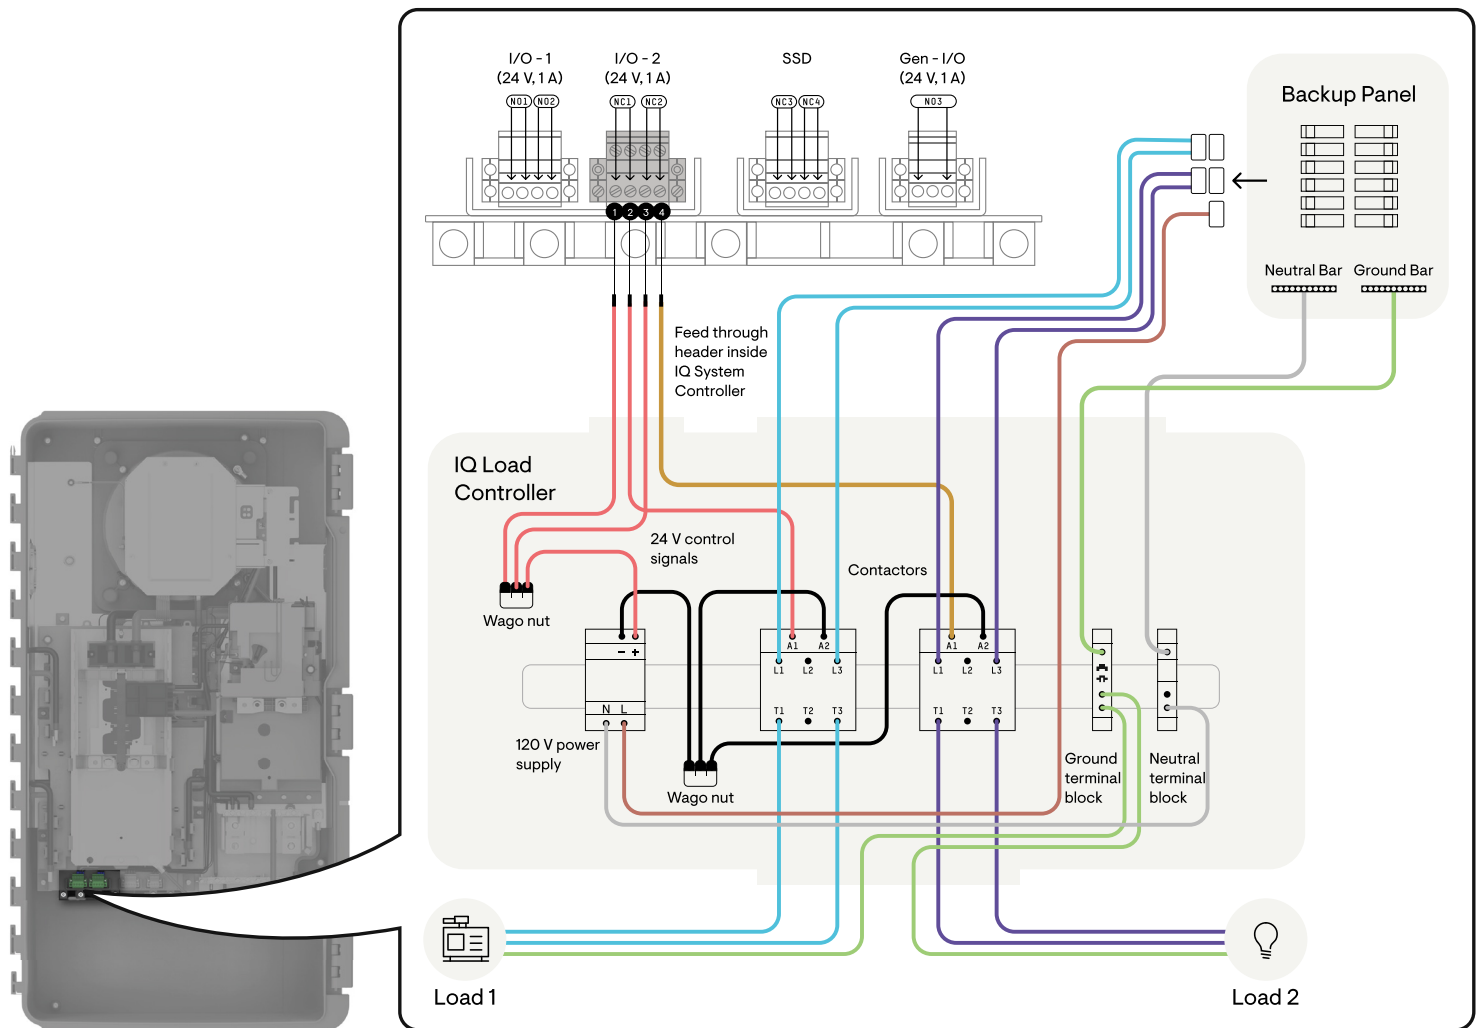 I/O - 1
(24 V, 1 A)
I/O - 2
(24 V, 1 A)
SSD
Gen - I/O
(24 V, 1 A)
NO1 NO2
NC1 NC2
NC3 NC4
NO3
Backup Panel
Neutral Bar
Ground Bar
1 2 3 4
Feed through
header inside
IQ System
Controller
IQ Load
Controller
24 V control
signals
Contactors
Wago nut
- +
A1 A2
L1 L2 L3
A1 A2
L1 L2 L3
N L
T1 T2 T3
T1 T2 T3
120 V power
supply
Wago nut
Ground
terminal
block
Neutral
terminal
block
Load 1
Load 2